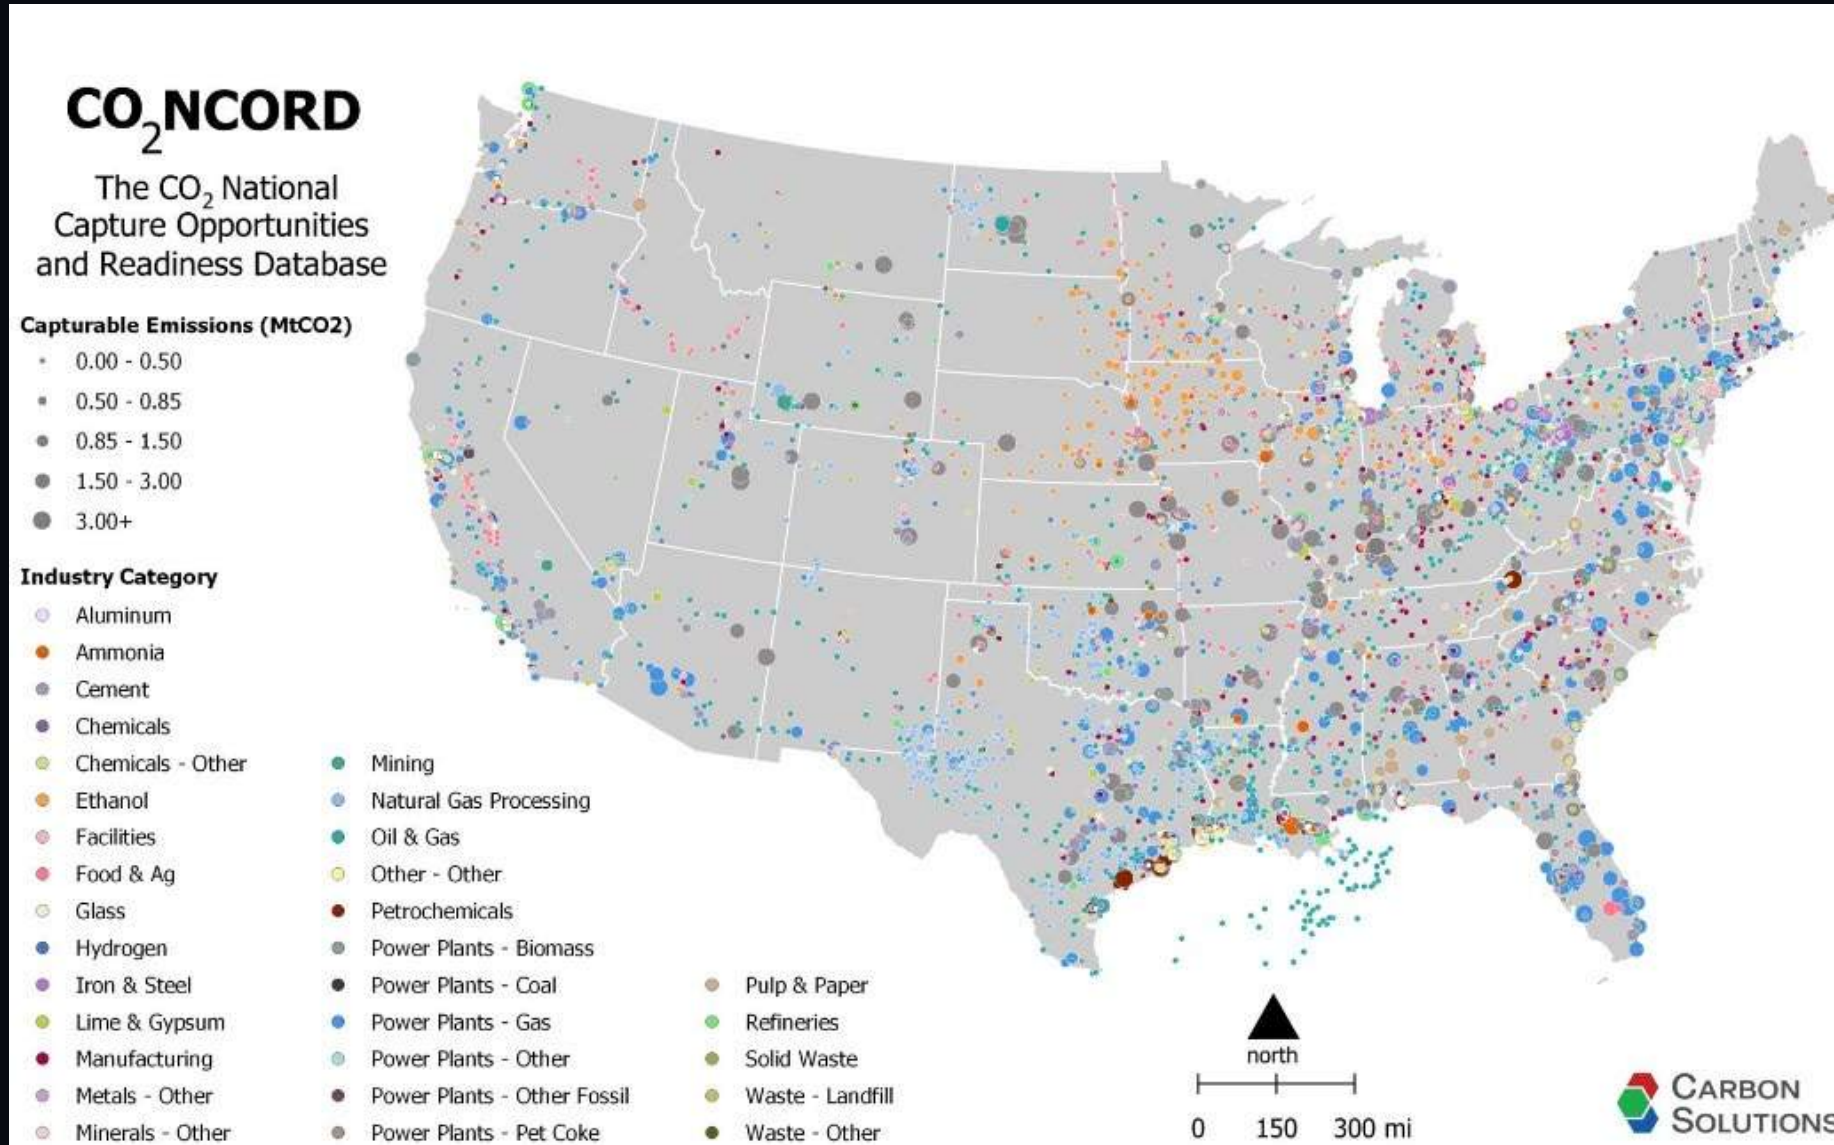 CO2NCORD
The CO2 National
Capture Opportunities
and Readiness Database
Capturable Emissions (MtCO2)
0.00 - 0.50
0.50 - 0.85
0.85 - 1.50
1.50 - 3.00
3.00+
Industry Category
Aluminum
Ammonia
Cement
Chemicals
Chemicals - Other
Ethanol
Facilities
Food & Ag
Glass
Hydrogen
Iron & Steel
Lime & Gypsum
Manufacturing
Metals - Other
Minerals - Other
Mining
Natural Gas Processing
Oil & Gas
Other - Other
Petrochemicals
Power Plants - Biomass
Power Plants - Coal
Power Plants - Gas
Power Plants - Other
Power Plants - Other Fossil
Power Plants - Pet Coke
Pulp & Paper
Refineries
Solid Waste
Waste - Landfill
Waste - Other
north
0 150 300 mi
CARBON
SOLUTIONS